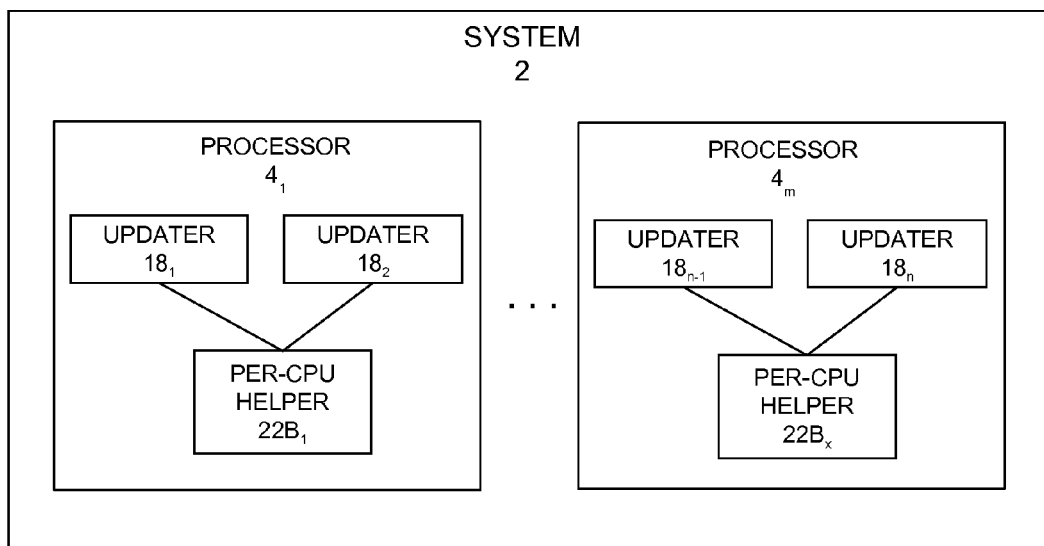 SYSTEM
2
PROCESSOR
4₁
UPDATER
18₁
UPDATER
18₂
PER-CPU
HELPER
22B₁
. . .
PROCESSOR
4ₘ
UPDATER
18ₙ₋₁
UPDATER
18ₙ
PER-CPU
HELPER
22Bₓ